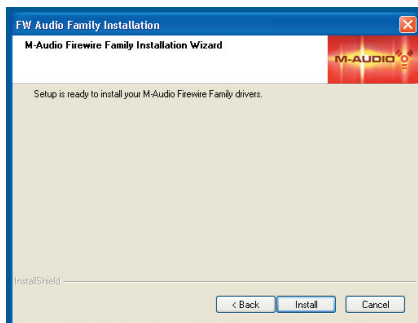 FW Audio Family Installation
M-Audio Firewire Family Installation Wizard
M-AUDIO
Setup is ready to install your M-Audio Firewire Family drivers.
InstallShield
< Back
Install
Cancel